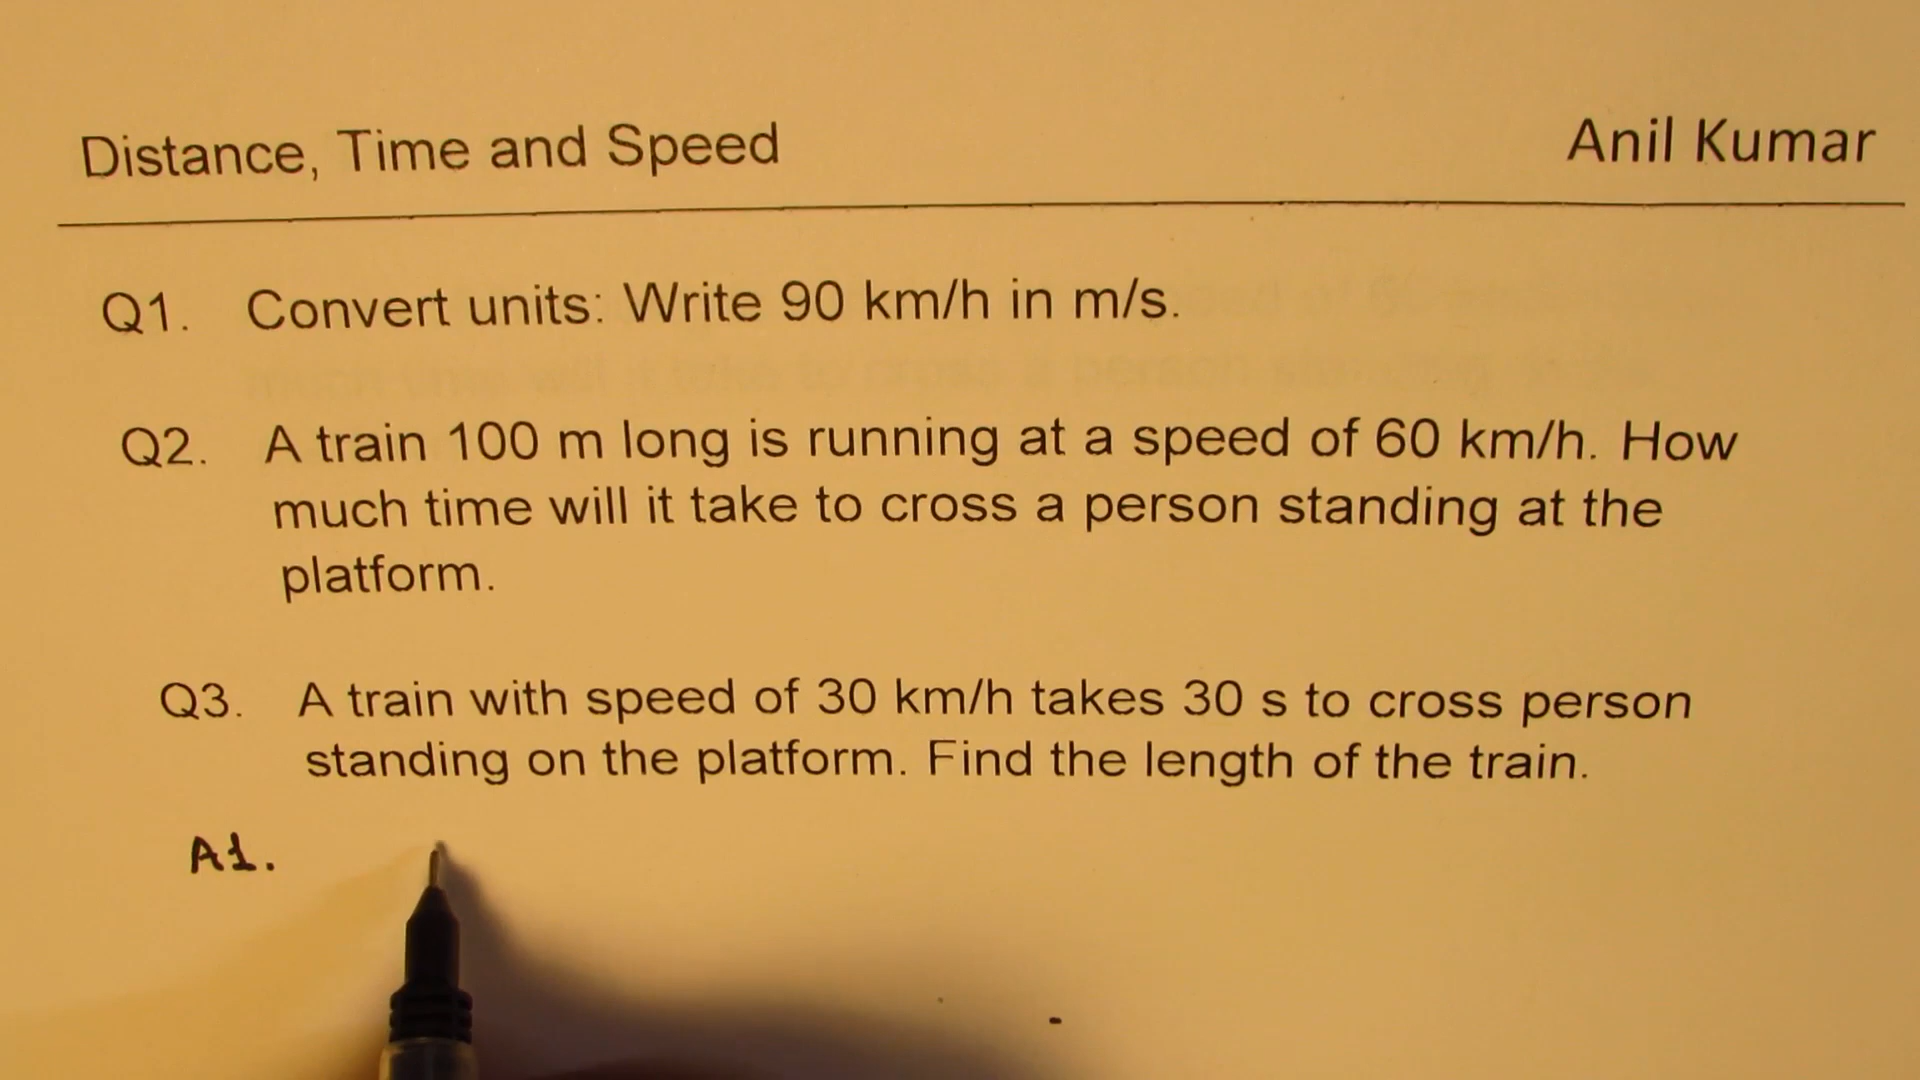 Distance, Time and Speed Anil Kumar
Q1. Convert units: Write 90 km/h in m/s.
Q2. A train 100 m long is running at a speed of 60 km/h. How
much time will it take to cross a person standing at the
platform.
Q3. A train with speed of 30 km/h takes 30 s to cross person
standing on the platform. Find the length of the train.
A1.